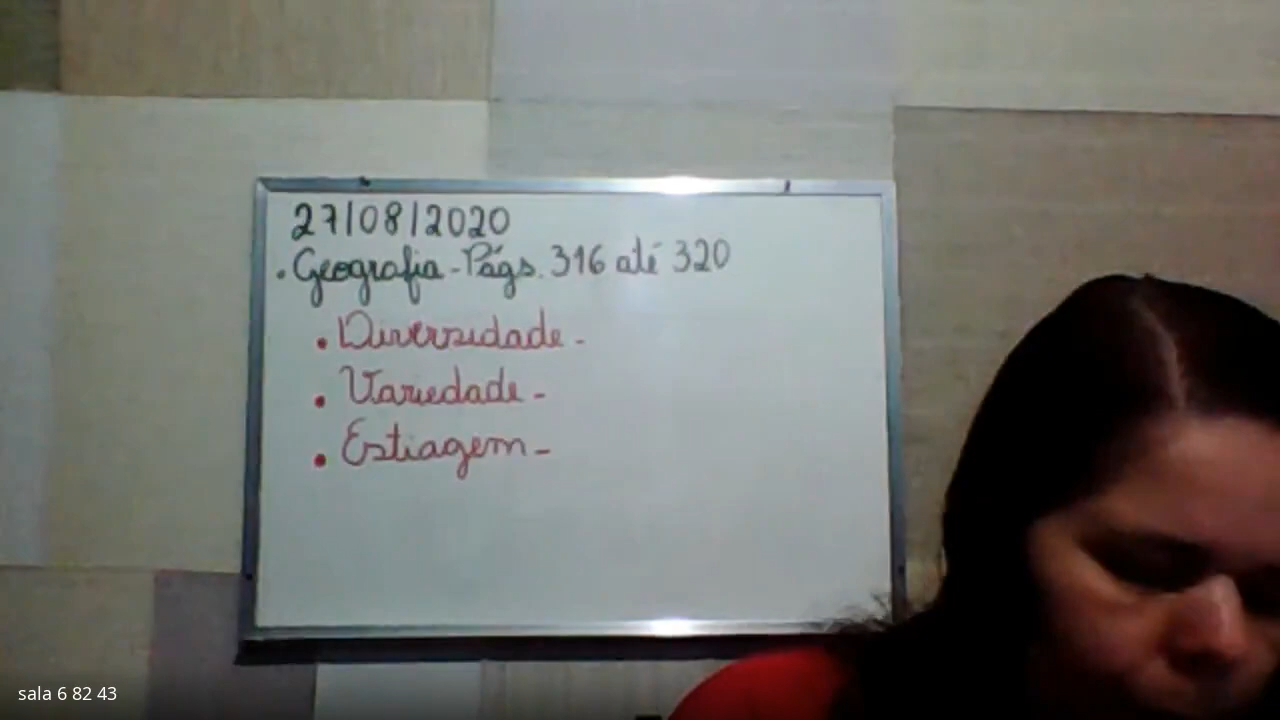 27/08/2020
. Geografia - Págs. 316 até 320
. Diversidade -
. Variedade -
. Estiagem -
sala 6 82 43